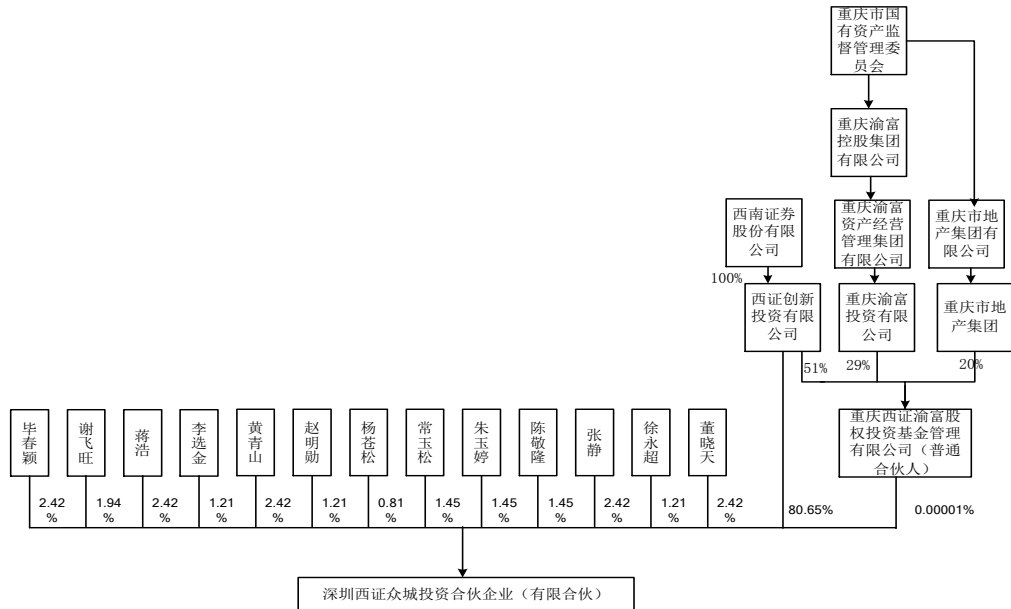 重庆市国
有资产监
督管理委
员会
重庆渝富
控股集团
有限公司
西南证券
股份有限
公司
重庆渝富
资产经营
管理集团
有限公司
重庆市地
产集团有
限公司
100%
西证创新
投资有限
公司
重庆渝富
投资有限
公司
重庆市地
产集团
51%
29%
20%
毕春颖
谢飞旺
蒋浩
李选金
黄青山
赵明勋
杨苍松
常玉松
朱玉婷
陈敬隆
张静
徐永超
董晓天
重庆西证渝富股
权投资基金管理
有限公司（普通
合伙人）
2.42
%
1.94
%
2.42
%
1.21
%
2.42
%
1.21
%
0.81
%
1.45
%
1.45
%
1.45
%
2.42
%
1.21
%
2.42
%
80.65%
0.00001%
深圳西证众城投资合伙企业（有限合伙）